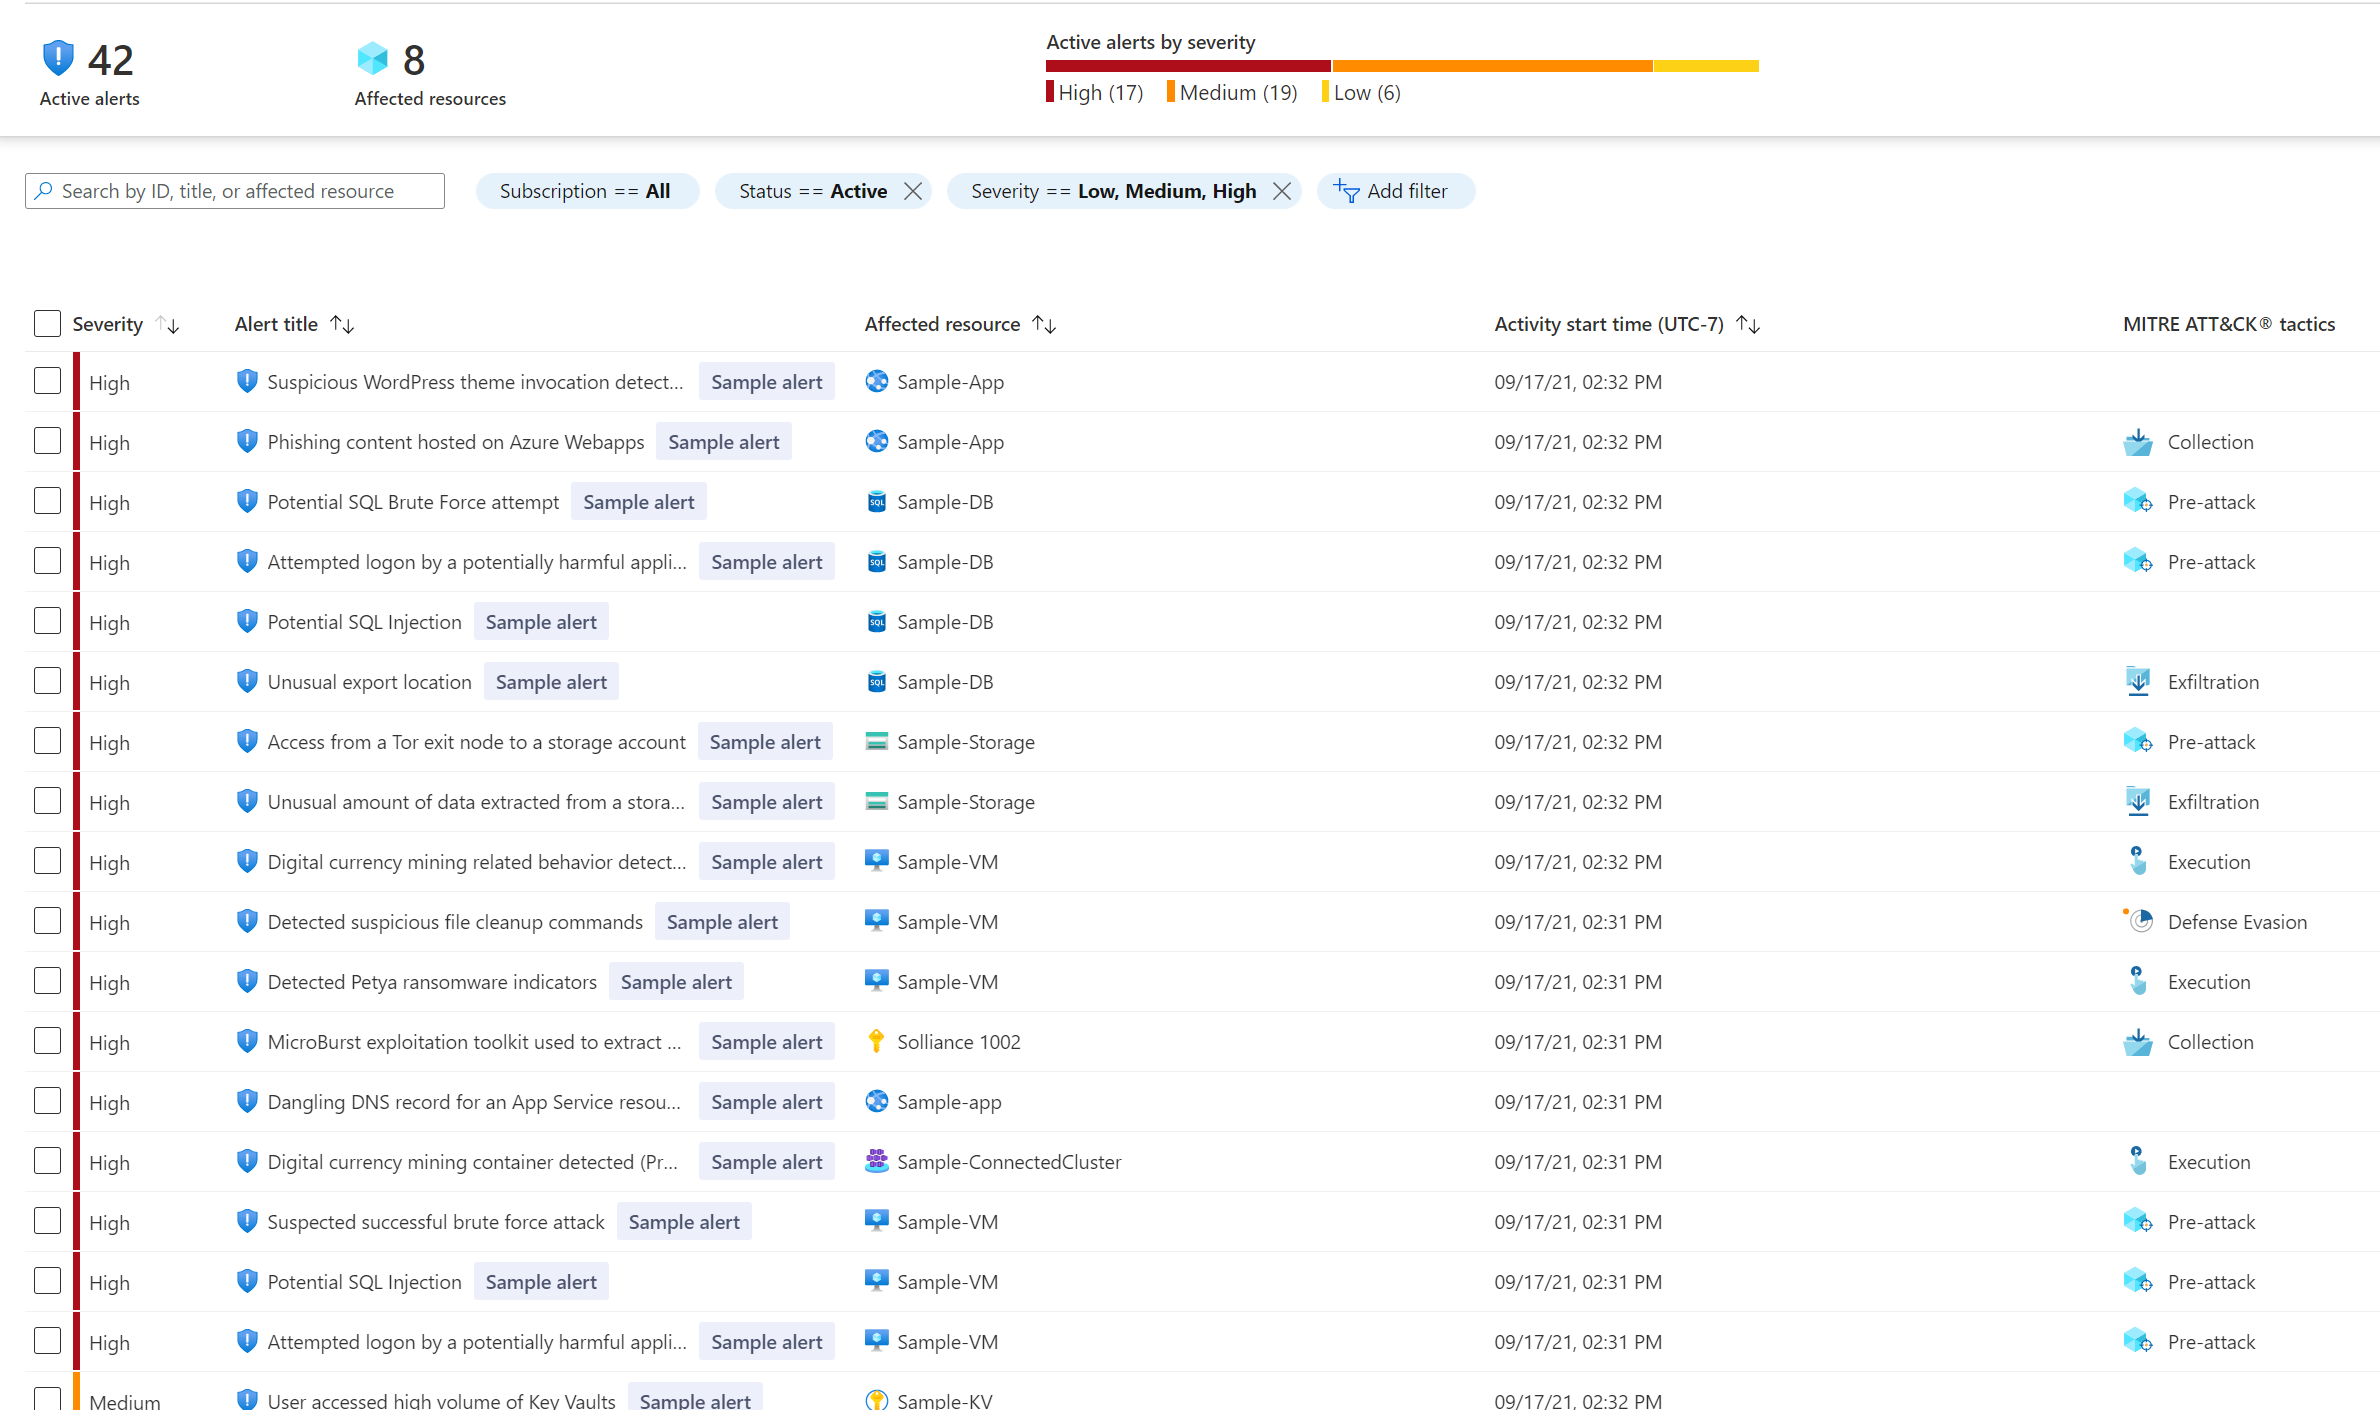 42
Active alerts
8
Affected resources
Active alerts by severity
High (17) Medium (19) Low (6)
Search by ID, title, or affected resource Subscription == All Status == Active Severity == Low, Medium, High Add filter
Severity Alert title Affected resource Activity start time (UTC-7) MITRE ATT&CK® tactics
High Suspicious WordPress theme invocation detect... Sample alert Sample-App 09/17/21, 02:32 PM
High Phishing content hosted on Azure Webapps Sample alert Sample-App 09/17/21, 02:32 PM Collection
High Potential SQL Brute Force attempt Sample alert SQL Sample-DB 09/17/21, 02:32 PM Pre-attack
High Attempted logon by a potentially harmful appli... Sample alert SQL Sample-DB 09/17/21, 02:32 PM Pre-attack
High Potential SQL Injection Sample alert SQL Sample-DB 09/17/21, 02:32 PM
High Unusual export location Sample alert SQL Sample-DB 09/17/21, 02:32 PM Exfiltration
High Access from a Tor exit node to a storage account Sample alert Sample-Storage 09/17/21, 02:32 PM Pre-attack
High Unusual amount of data extracted from a stora... Sample alert Sample-Storage 09/17/21, 02:32 PM Exfiltration
High Digital currency mining related behavior detect... Sample alert Sample-VM 09/17/21, 02:32 PM Execution
High Detected suspicious file cleanup commands Sample alert Sample-VM 09/17/21, 02:31 PM Defense Evasion
High Detected Petya ransomware indicators Sample alert Sample-VM 09/17/21, 02:31 PM Execution
High MicroBurst exploitation toolkit used to extract ... Sample alert Solliance 1002 09/17/21, 02:31 PM Collection
High Dangling DNS record for an App Service resou... Sample alert Sample-app 09/17/21, 02:31 PM
High Digital currency mining container detected (Pr... Sample alert Sample-ConnectedCluster 09/17/21, 02:31 PM Execution
High Suspected successful brute force attack Sample alert Sample-VM 09/17/21, 02:31 PM Pre-attack
High Potential SQL Injection Sample alert Sample-VM 09/17/21, 02:31 PM Pre-attack
High Attempted logon by a potentially harmful appli... Sample alert Sample-VM 09/17/21, 02:31 PM Pre-attack
Medium User accessed high volume of Key Vaults Sample alert Sample-KV 09/17/21, 02:32 PM